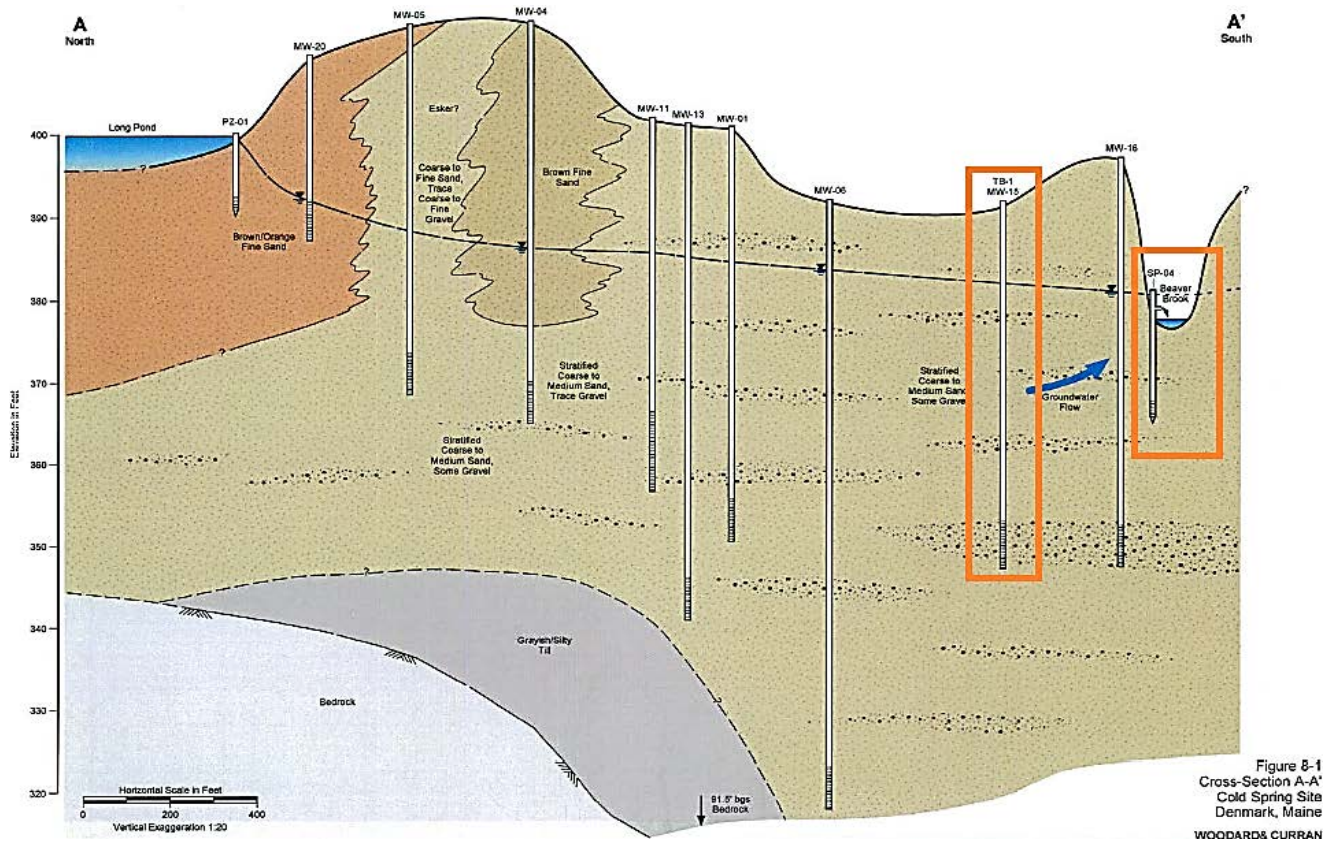 A
North
A'
South
MW-05
MW-04
MW-20
MW-11
MW-13
MW-01
MW-16
MW-06
TB-1
MW-15
PZ-01
Long Pond
SP-04
Beaver
Brook
Esker?
Coarse to
Fine Sand,
Trace
Coarse to
Fine
Gravel
Brown Fine
Sand
Brown/Orange
Fine Sand
Stratified
Coarse to
Medium Sand,
Trace Gravel
Stratified
Coarse to
Medium Sand,
Some Gravel
Stratified
Coarse to
Medium Sand
Some Gravel
Groundwater
Flow
Grayish/Silty
Till
Bedrock
91.5' bgs
Bedrock
?
?
?
?
?
Elevation in Feet
400
390
380
370
360
350
340
330
320
Horizontal Scale in Feet
0
200
400
Vertical Exaggeration 1:20
Figure 8-1
Cross-Section A-A'
Cold Spring Site
Denmark, Maine
WOODARD& CURRAN